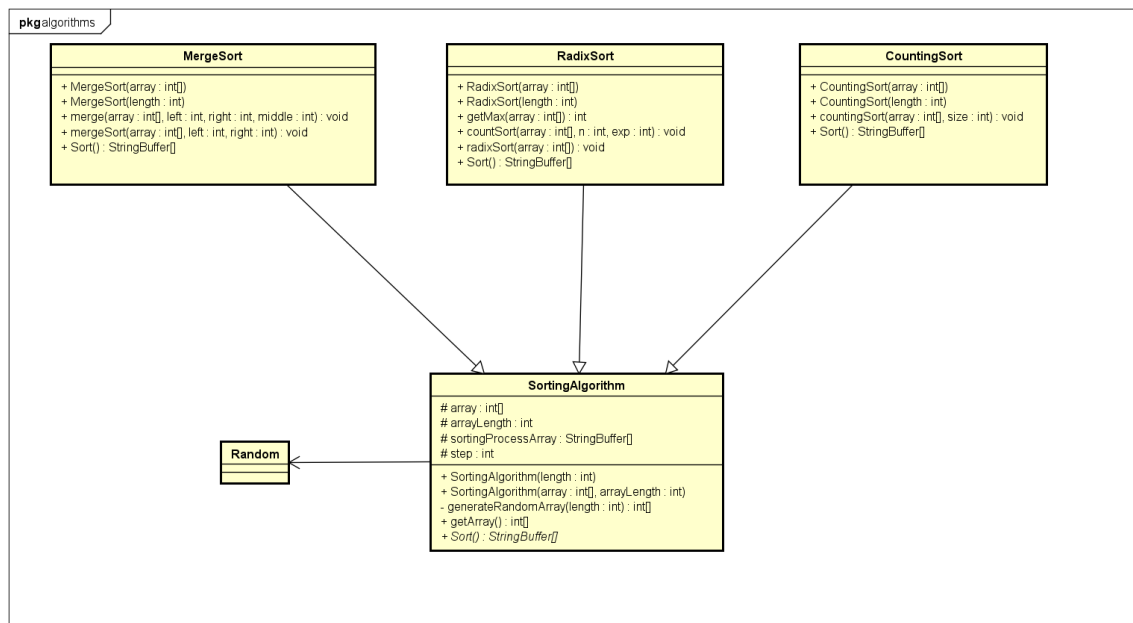 pkg algorithms
MergeSort
+ MergeSort(array : int[])
+ MergeSort(length : int)
+ merge(array : int[], left : int, right : int, middle : int) : void
+ mergeSort(array : int[], left : int, right : int) : void
+ Sort() : StringBuffer[]
RadixSort
+ RadixSort(array : int[])
+ RadixSort(length : int)
+ getMax(array : int[]) : int
+ countSort(array : int[], n : int, exp : int) : void
+ radixSort(array : int[]) : void
+ Sort() : StringBuffer[]
CountingSort
+ CountingSort(array : int[])
+ CountingSort(length : int)
+ countingSort(array : int[], size : int) : void
+ Sort() : StringBuffer[]
SortingAlgorithm
# array : int[]
# arrayLength : int
# sortingProcessArray : StringBuffer[]
# step : int
+ SortingAlgorithm(length : int)
+ SortingAlgorithm(array : int[], arrayLength : int)
- generateRandomArray(length : int) : int[]
+ getArray() : int[]
+ Sort() : StringBuffer[]
Random